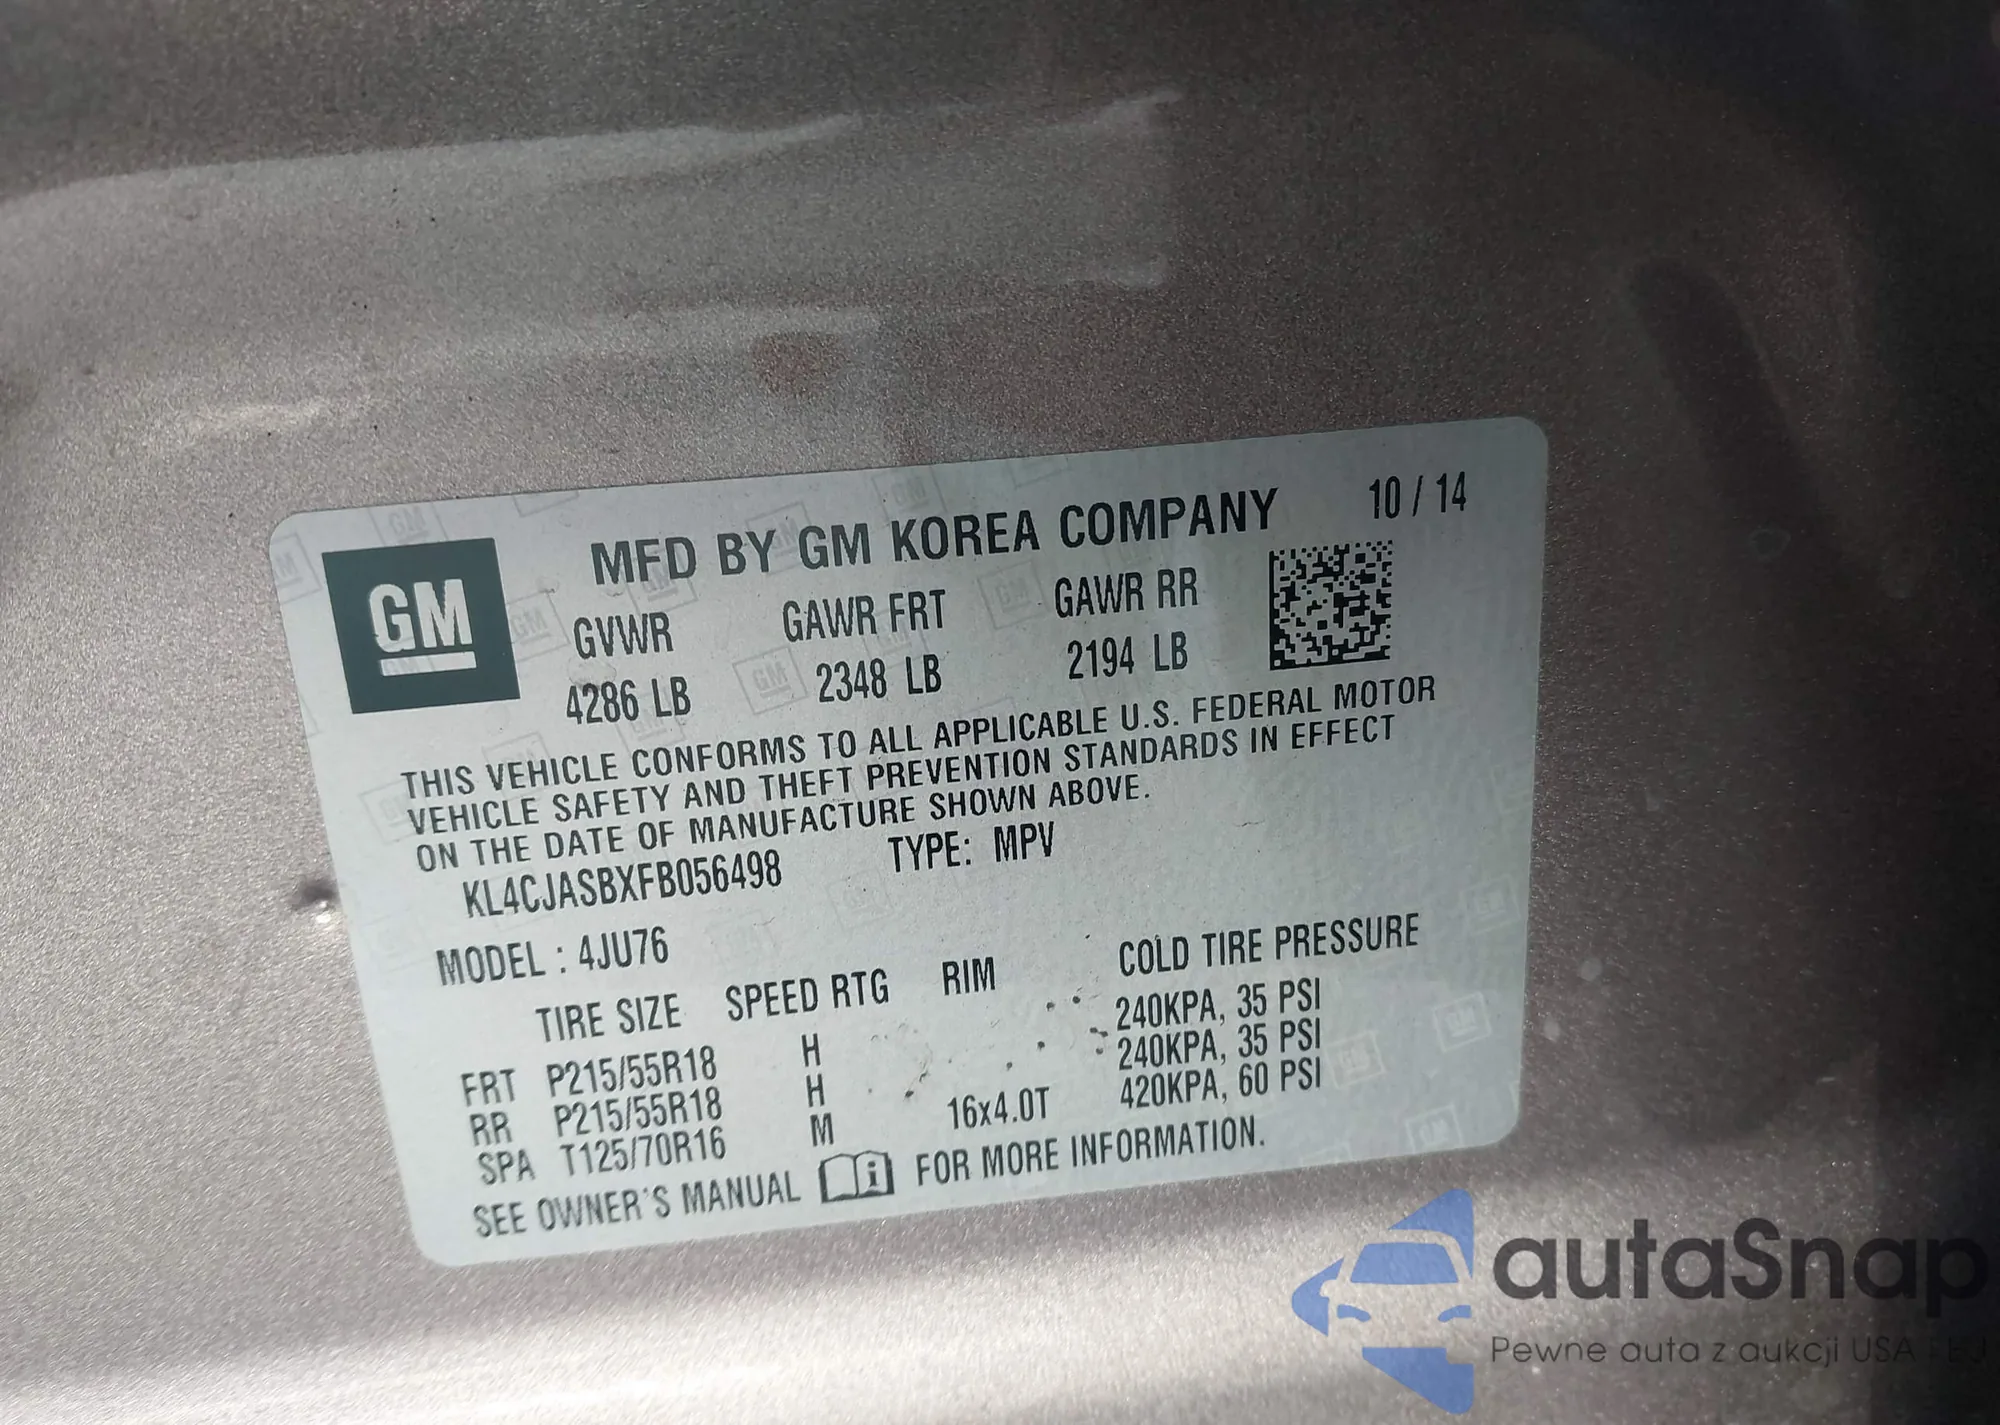 MFD BY GM KOREA COMPANY 10 / 14
GM
GVWR GAWR FRT GAWR RR
4286 LB 2348 LB 2194 LB
THIS VEHICLE CONFORMS TO ALL APPLICABLE U.S. FEDERAL MOTOR
VEHICLE SAFETY AND THEFT PREVENTION STANDARDS IN EFFECT
ON THE DATE OF MANUFACTURE SHOWN ABOVE.
KL4CJASBXFB056498 TYPE: MPV
MODEL : 4JU76
TIRE SIZE SPEED RTG RIM COLD TIRE PRESSURE
FRT P215/55R18 H 240KPA, 35 PSI
RR P215/55R18 H 240KPA, 35 PSI
SPA T125/70R16 M 16x4.0T 420KPA, 60 PSI
SEE OWNER'S MANUAL FOR MORE INFORMATION.
autaSnap
Pewne auta z aukcji USA